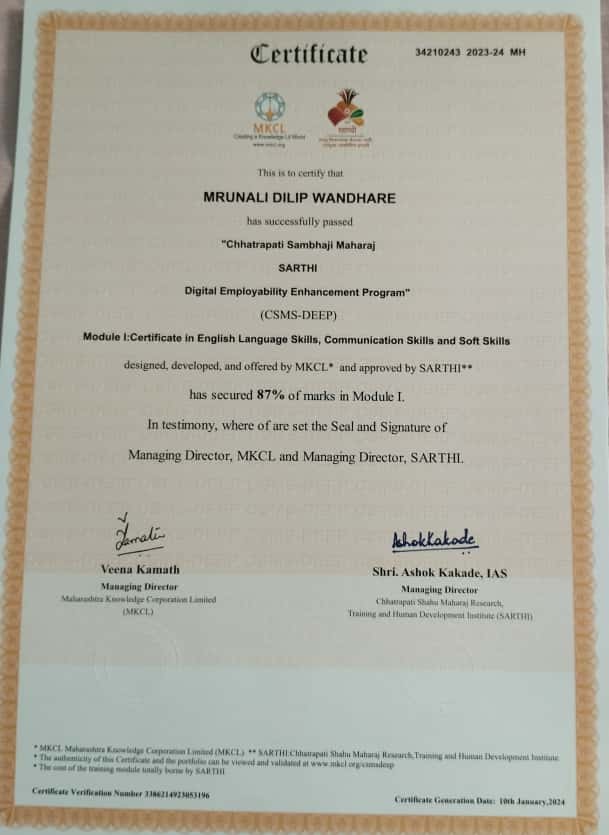 Certificate
34210243 2023-24 MH
MKCL
Creating a Knowledge Lit World
www.mkcl.org
सारथी
This is to certify that
MRUNALI DILIP WANDHARE
has successfully passed
"Chhatrapati Sambhaji Maharaj
SARTHI
Digital Employability Enhancement Program"
(CSMS-DEEP)
Module I:Certificate in English Language Skills, Communication Skills and Soft Skills
designed, developed, and offered by MKCL* and approved by SARTHI**
has secured 87% of marks in Module I.
In testimony, where of are set the Seal and Signature of
Managing Director, MKCL and Managing Director, SARTHI.
AshokKakade
Veena Kamath
Managing Director
Maharashtra Knowledge Corporation Limited
(MKCL)
Shri. Ashok Kakade, IAS
Managing Director
Chhatrapati Shahu Maharaj Research,
Training and Human Development Institute (SARTHI)
* MKCL Maharashtra Knowledge Corporation Limited (MKCL) ** SARTHI:Chhatrapati Shahu Maharaj Research,Training and Human Development Institute
* The authenticity of this Certificate and the portfolio can be viewed and validated at www.mkcl.org/csmsdeep
* The cost of the training module totally borne by SARTHI
Certificate Verification Number 3386214923053196
Certificate Generation Date: 10th January,2024